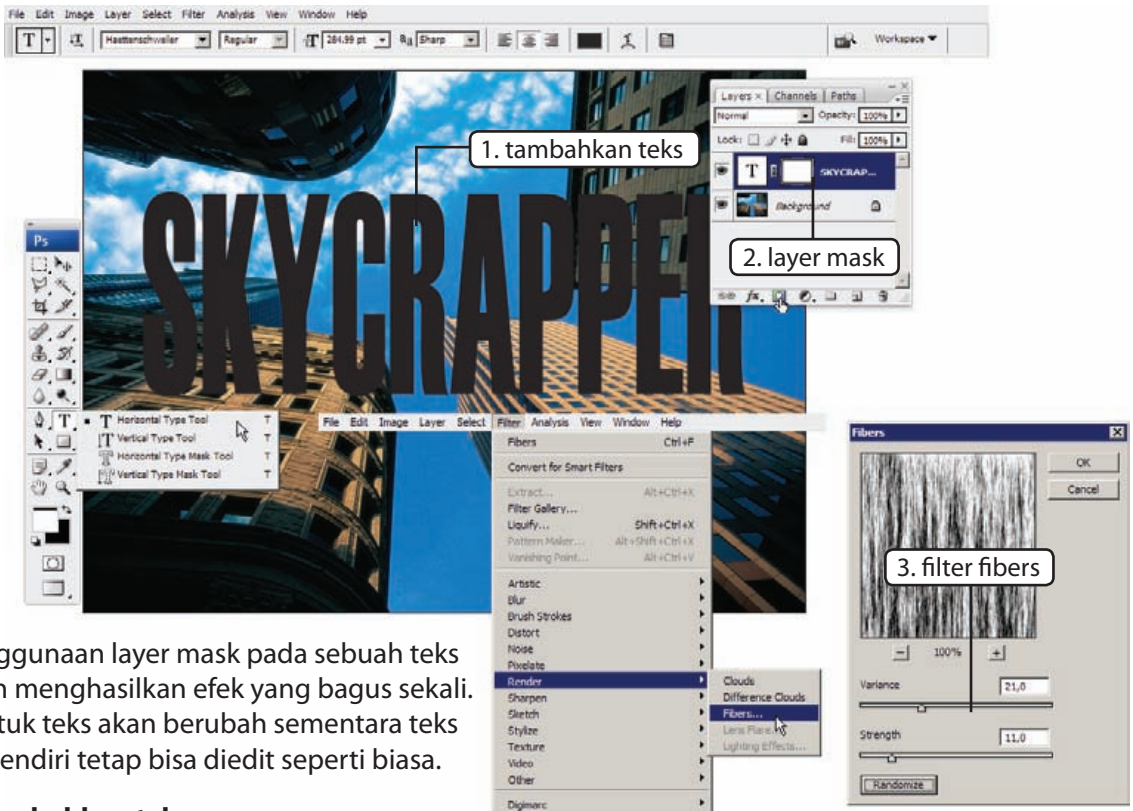 File Edit Image Layer Select Filter Analysis View Window Help
T Haettenschweiler Regular 284.99 pt Sharp Workspace
Layers × Channels Paths
Normal Opacity: 100%
Lock: Fill: 100%
T SKYCRAP...
Background
1. tambahkan teks
2. layer mask
SKYCRAPPER
Ps
T Horizontal Type Tool T
Vertical Type Tool T
Horizontal Type Mask Tool T
Vertical Type Mask Tool T
File Edit Image Layer Select Filter Analysis View Window Help
Fibers Ctrl+F
Convert for Smart Filters
Extract... Alt+Ctrl+X
Filter Gallery...
Liquify... Shift+Ctrl+X
Pattern Maker... Alt+Shift+Ctrl+X
Vanishing Point... Alt+Ctrl+V
Artistic
Blur
Brush Strokes
Distort
Noise
Pixelate
Render
Sharpen
Sketch
Stylize
Texture
Video
Other
Digimarc
Clouds
Difference Clouds
Fibers...
Lens Flare...
Lighting Effects...
Fibers
OK
Cancel
3. filter fibers
100%
Variance 21,0
Strength 11,0
Randomize
ggunaan layer mask pada sebuah teks
n menghasilkan efek yang bagus sekali.
tuk teks akan berubah sementara teks
endiri tetap bisa diedit seperti biasa.